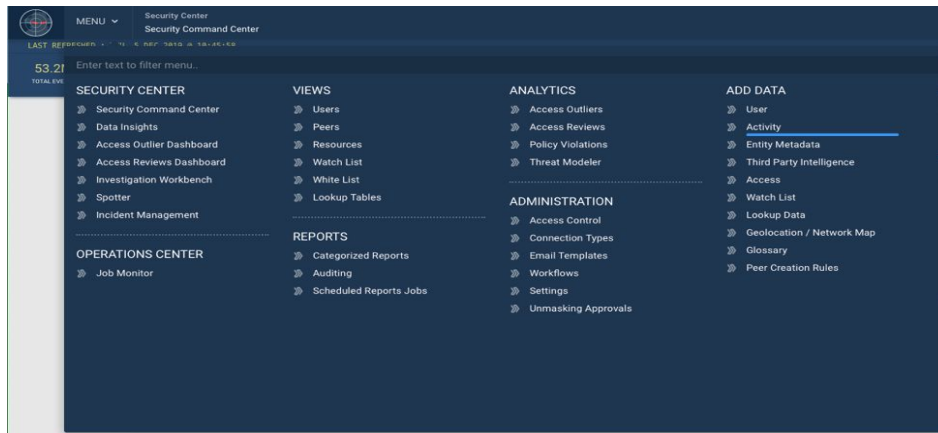 MENU
Security Center
Security Command Center
53.2
TOTAL EVE
Enter text to filter menu..
SECURITY CENTER
Security Command Center
Data Insights
Access Outlier Dashboard
Access Reviews Dashboard
Investigation Workbench
Spotter
Incident Management
OPERATIONS CENTER
Job Monitor
VIEWS
Users
Peers
Resources
Watch List
White List
Lookup Tables
REPORTS
Categorized Reports
Auditing
Scheduled Reports Jobs
ANALYTICS
Access Outliers
Access Reviews
Policy Violations
Threat Modeler
ADMINISTRATION
Access Control
Connection Types
Email Templates
Workflows
Settings
Unmasking Approvals
ADD DATA
User
Activity
Entity Metadata
Third Party Intelligence
Access
Watch List
Lookup Data
Geolocation / Network Map
Glossary
Peer Creation Rules